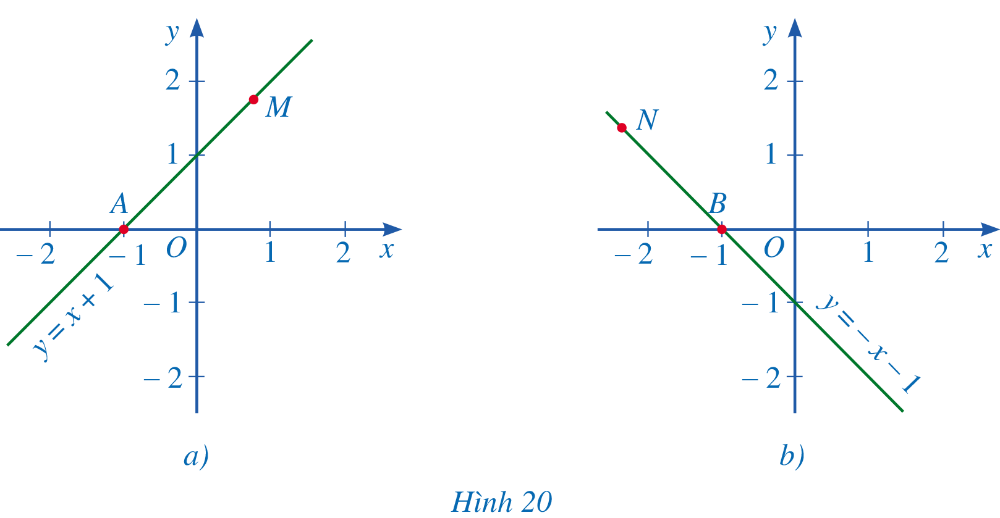 y
2
M
1
A
– 2
– 1
O
1
2
x
y = x + 1
– 1
– 2
a)
y
2
N
1
B
– 2
– 1
O
1
2
x
– 1
y = – x – 1
– 2
b)
Hình 20